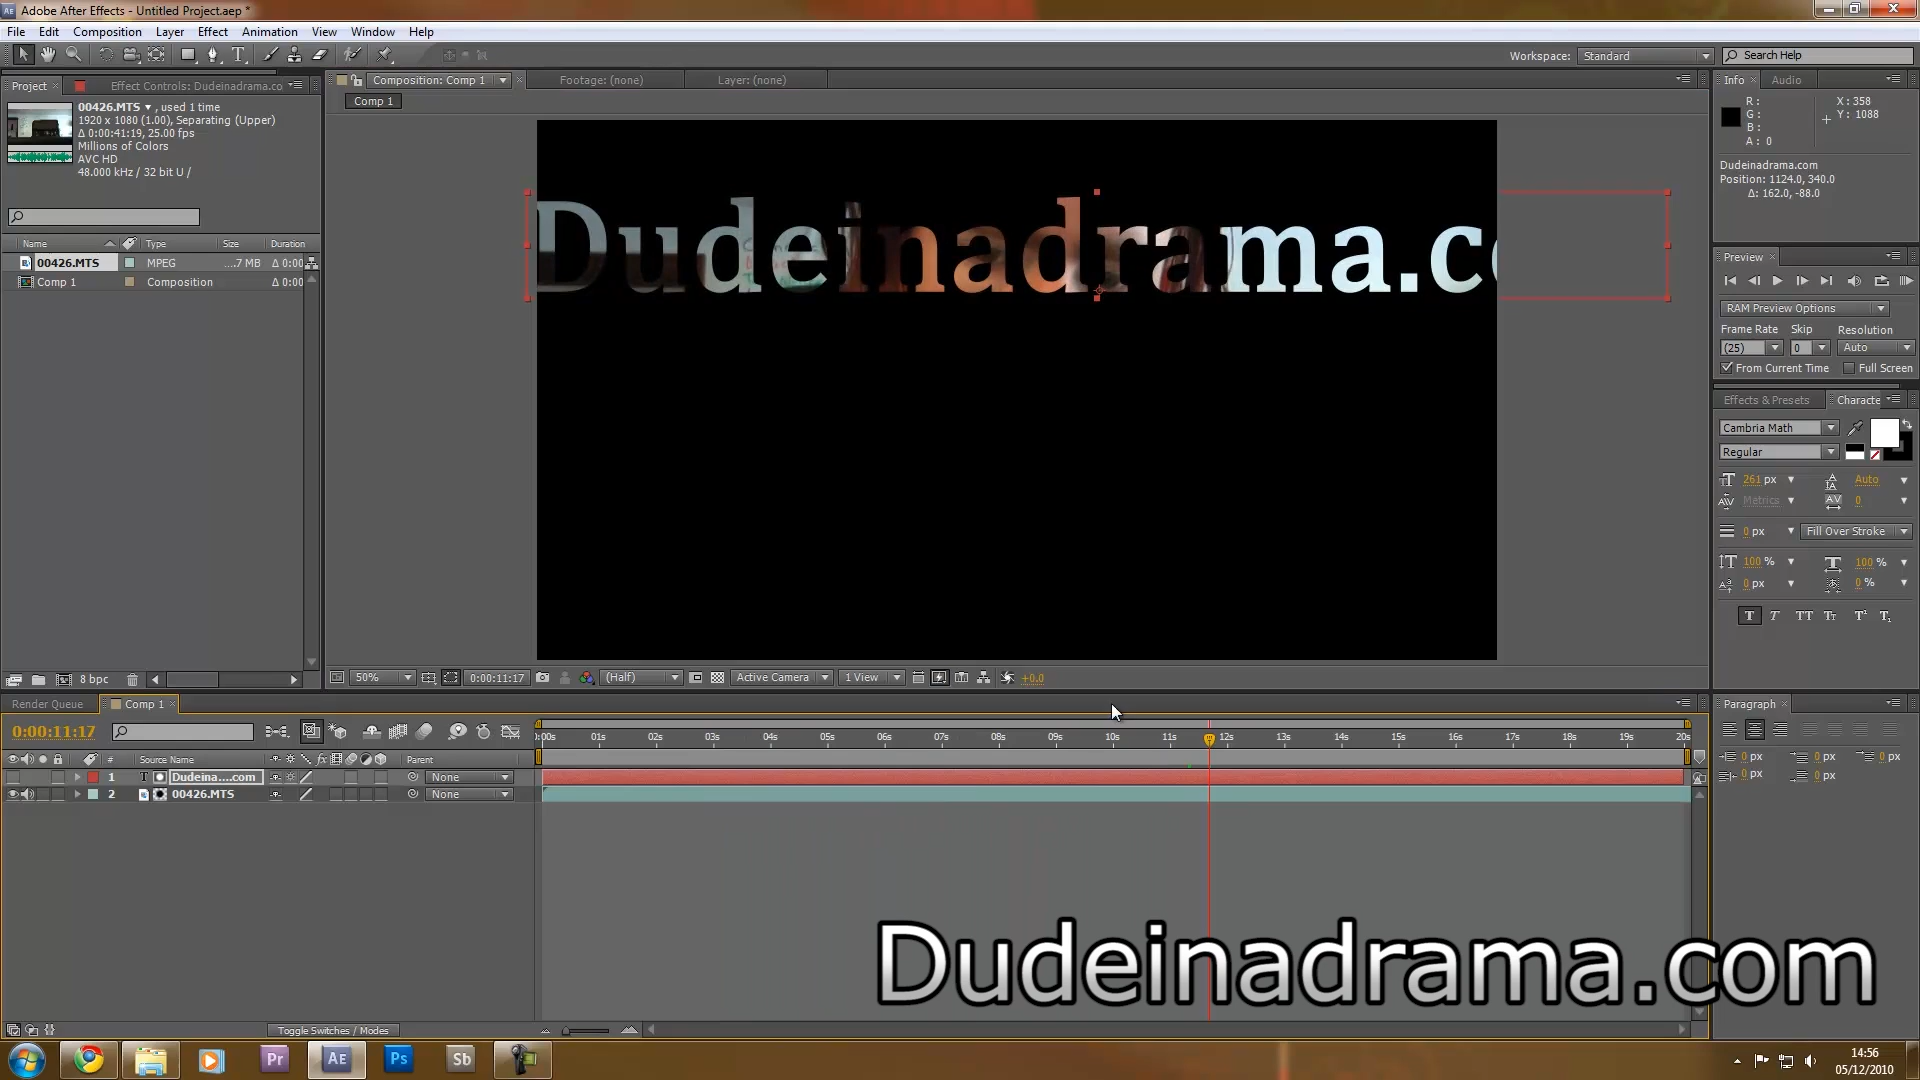 Adobe After Effects - Untitled Project.aep *
File Edit Composition Layer Effect Animation View Window Help
Workspace: Standard Search Help
Project Effect Controls: Dudeinadrama.co
Composition: Comp 1 Footage: (none) Layer: (none)
Info Audio
Comp 1
00426.MTS , used 1 time
1920 x 1080 (1.00), Separating (Upper)
Δ 0:00:41:19, 25.00 fps
Millions of Colors
AVC HD
48.000 kHz / 32 bit U /
R :
G :
B :
A : 0
X : 358
Y : 1088
Dudeinadrama.com
Position: 1124.0, 340.0
Δ: 162.0, -88.0
Name Type Size Duration
00426.MTS MPEG ...7 MB Δ 0:00
Comp 1 Composition Δ 0:00
Dudeinadrama.co
Preview
RAM Preview Options
Frame Rate Skip Resolution
(25) 0 Auto
From Current Time Full Screen
Effects & Presets Characte
Cambria Math
Regular
261 px Auto
Metrics 0
0 px Fill Over Stroke
100 % 100 %
0 px 0 %
T T TT Tt T¹ T₁
8 bpc
50% 0:00:11:17 (Half) Active Camera 1 View +0.0
Render Queue Comp 1
0:00:11:17
:00s 01s 02s 03s 04s 05s 06s 07s 08s 09s 10s 11s 12s 13s 14s 15s 16s 17s 18s 19s 20s
# Source Name Parent
1 T Dudeina....com None
2 00426.MTS None
Paragraph
0 px 0 px 0 px
0 px 0 px
Dudeinadrama.com
Toggle Switches / Modes
Pr AE Ps Sb
14:56
05/12/2010